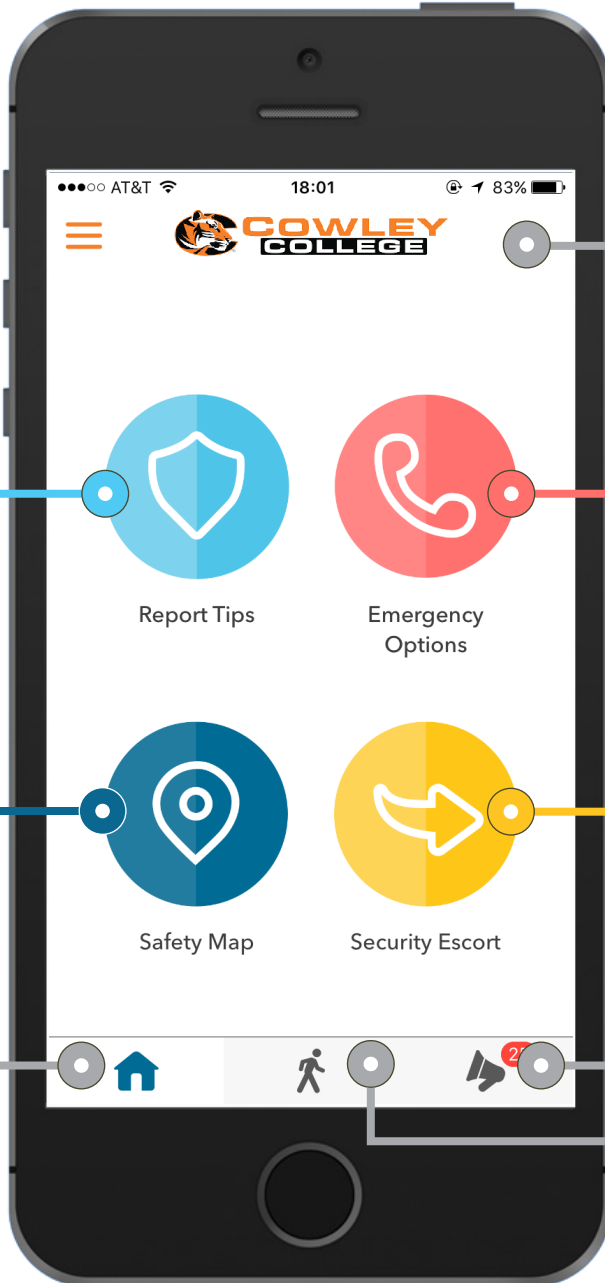 AT&T
18:01
83%
COWLEY
COLLEGE
Report Tips
Emergency
Options
Safety Map
Security Escort